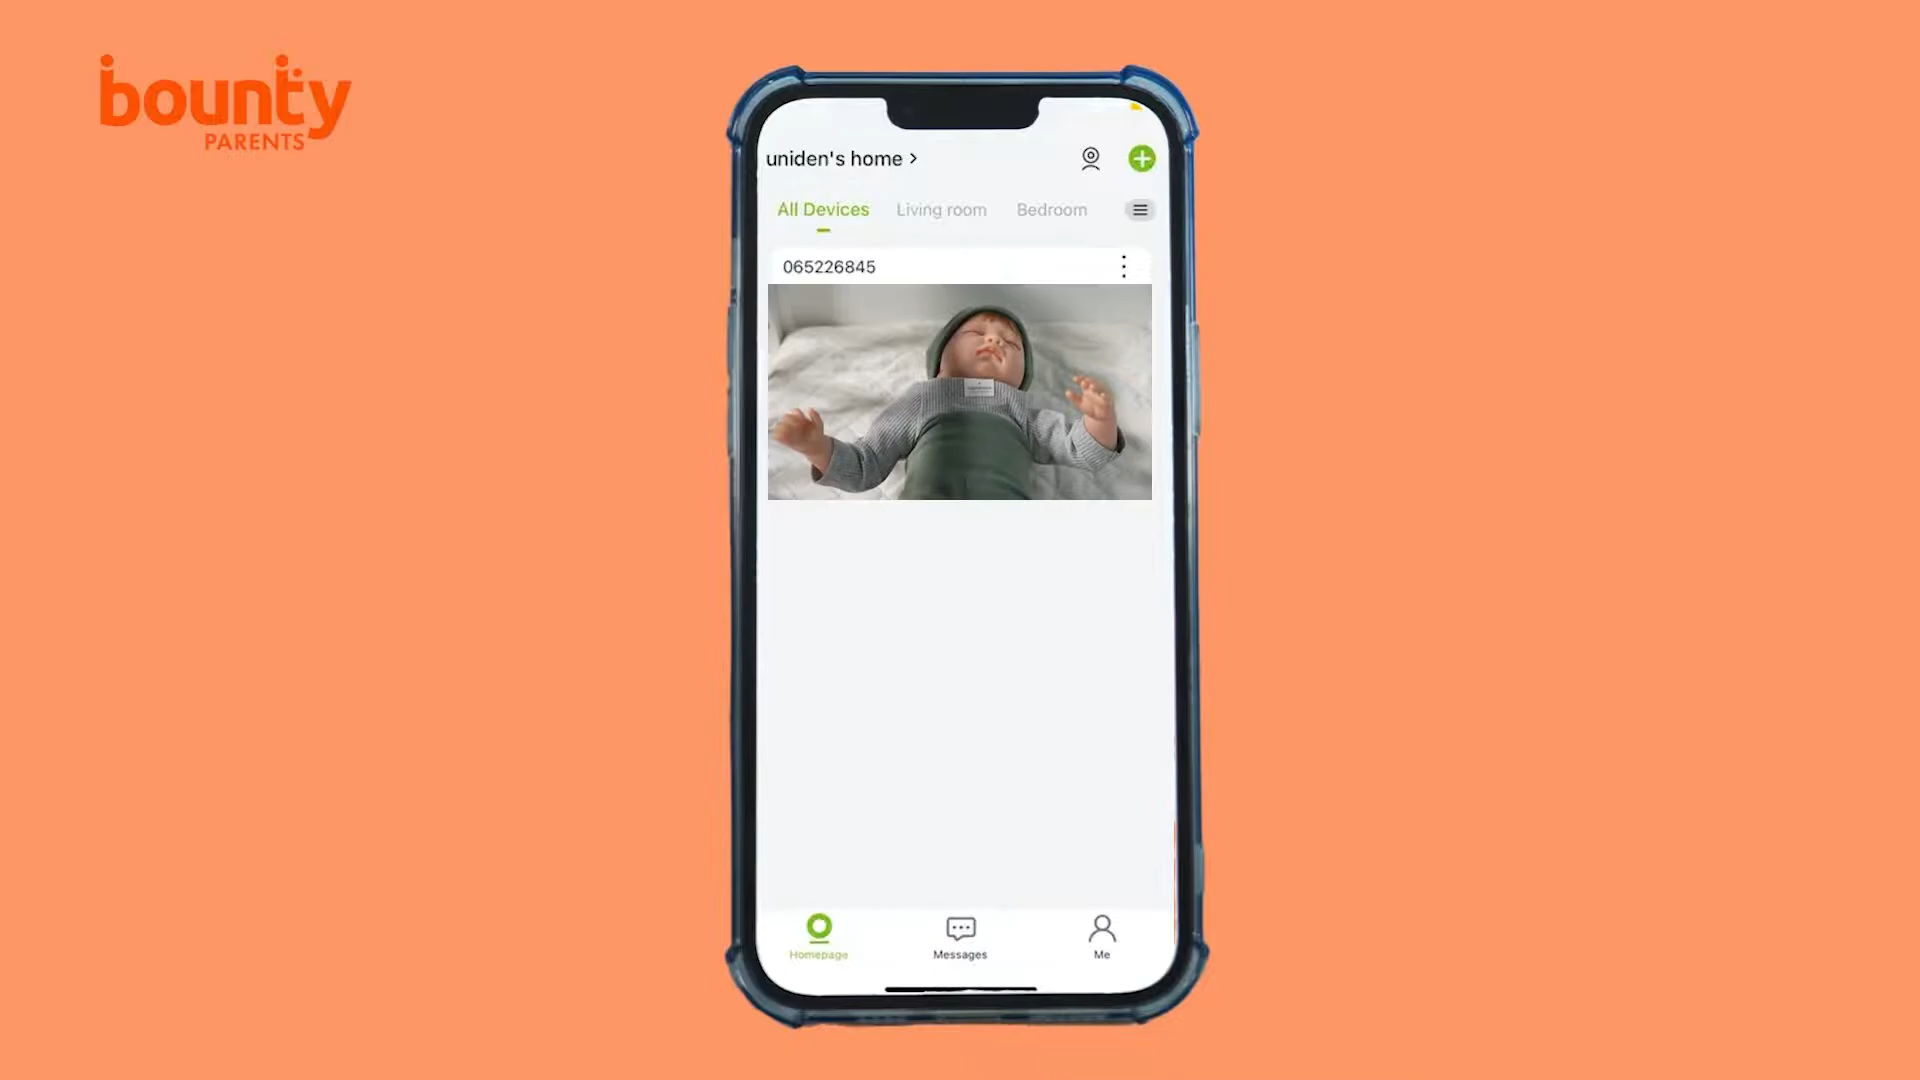 bounty
PARENTS
uniden's home >
All Devices Living room Bedroom
065226845
Homepage Messages Me